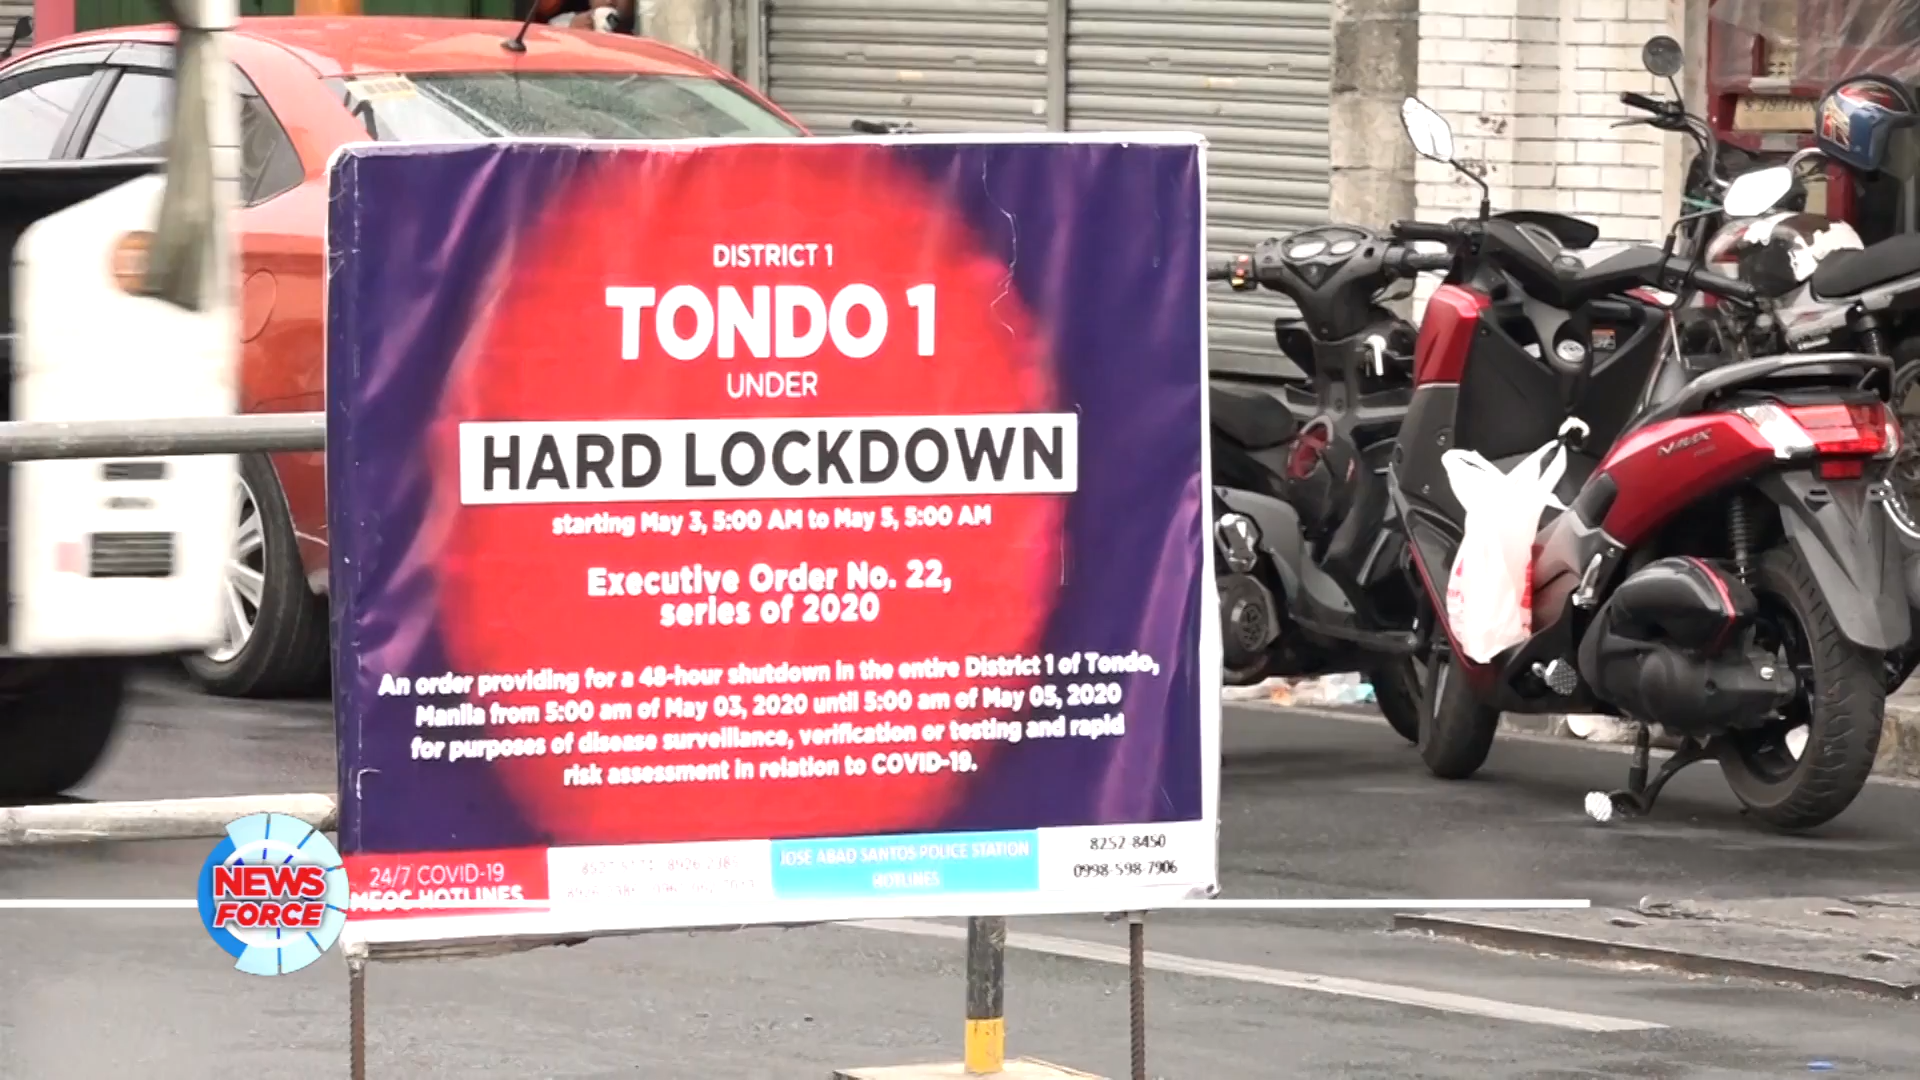 DISTRICT 1
TONDO 1
UNDER
HARD LOCKDOWN
starting May 3, 5:00 AM to May 5, 5:00 AM
Executive Order No. 22,
series of 2020
An order providing for a 48-hour shutdown in the entire District 1 of Tondo,
Manila from 5:00 am of May 03, 2020 until 5:00 am of May 05, 2020
for purposes of disease surveillance, verification or testing and rapid
risk assessment in relation to COVID-19.
24/7 COVID-19
MEOC HOTLINES
JOSE ABAD SANTOS POLICE STATION
HOTLINES
8252-8450
0998-598-7906
NEWS
FORCE
NMAX